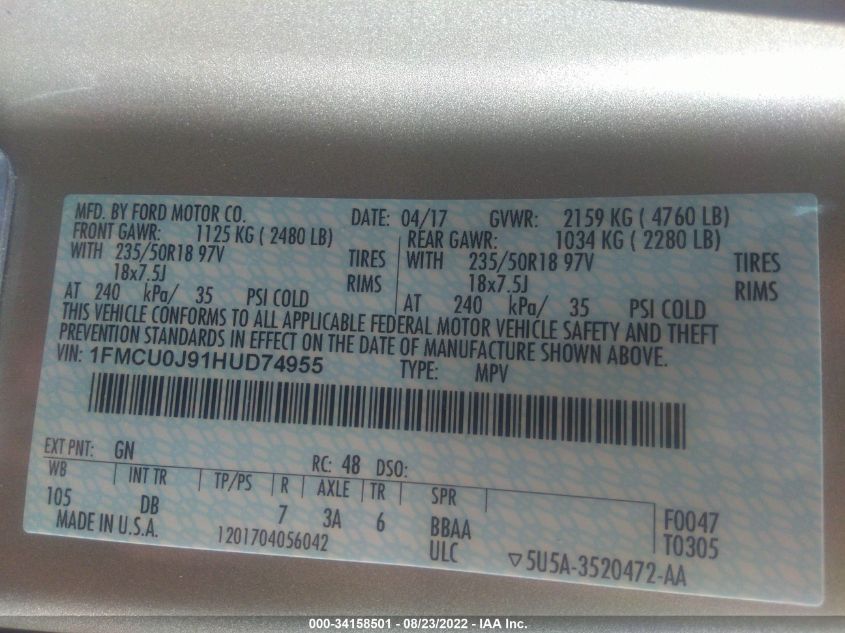 MFD. BY FORD MOTOR CO. DATE: 04/17 GVWR: 2159 KG ( 4760 LB)
FRONT GAWR: 1125 KG ( 2480 LB) REAR GAWR: 1034 KG ( 2280 LB)
WITH 235/50R18 97V TIRES WITH 235/50R18 97V TIRES
18x7.5J RIMS 18x7.5J RIMS
AT 240 kPa/ 35 PSI COLD AT 240 kPa/ 35 PSI COLD
THIS VEHICLE CONFORMS TO ALL APPLICABLE FEDERAL MOTOR VEHICLE SAFETY AND THEFT
PREVENTION STANDARDS IN EFFECT ON THE DATE OF MANUFACTURE SHOWN ABOVE.
VIN: 1FMCU0J91HUD74955 TYPE: MPV
EXT PNT: GN RC: 48 DSO:
WB INT TR TP/PS R AXLE TR SPR
105 DB 7 3A 6 BBAA F0047
MADE IN U.S.A. 1201704056042 ULC T0305
▽5U5A-3520472-AA
000-34158501 - 08/23/2022 - IAA Inc.